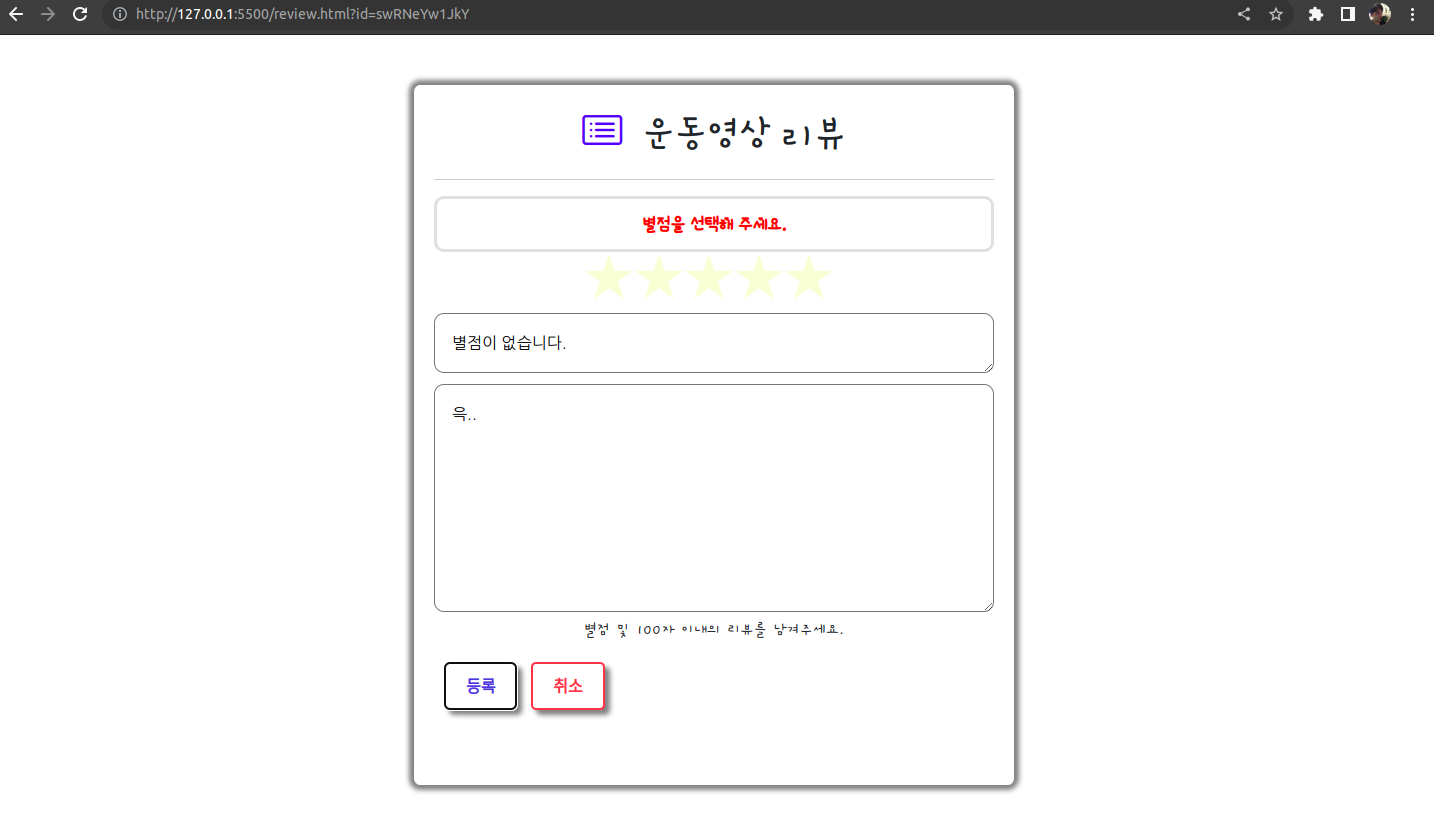 http://127.0.0.1:5500/review.html?id=swRNeYw1JkY
운동영상 리뷰
별점을 선택해 주세요.
별점이 없습니다.
윽..
별점 및 100자 이내의 리뷰를 남겨주세요.
등록 취소